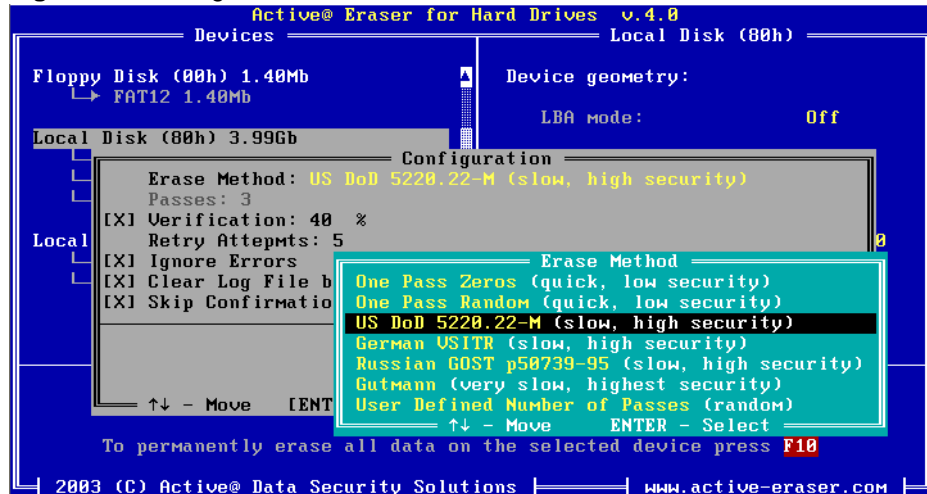 Active@ Eraser for Hard Drives v.4.0
Devices
Local Disk (80h)
Floppy Disk (00h) 1.40Mb
FAT12 1.40Mb
Device geometry:
LBA mode: Off
Local Disk (80h) 3.99Gb
Configuration
Erase Method: US DoD 5220.22-M (slow, high security)
Passes: 3
[X] Verification: 40 %
Retry Attepmts: 5
Local
0
[X] Ignore Errors
[X] Clear Log File b
[X] Skip Confirmatio
Erase Method
One Pass Zeros (quick, low security)
One Pass Random (quick, low security)
US DoD 5220.22-M (slow, high security)
German VSITR (slow, high security)
Russian GOST p50739-95 (slow, high security)
Gutmann (very slow, highest security)
User Defined Number of Passes (random)
↑↓ - Move ENTER - Select
↑↓ - Move [ENT
To permanently erase all data on the selected device press F10
2003 (C) Active@ Data Security Solutions
www.active-eraser.com